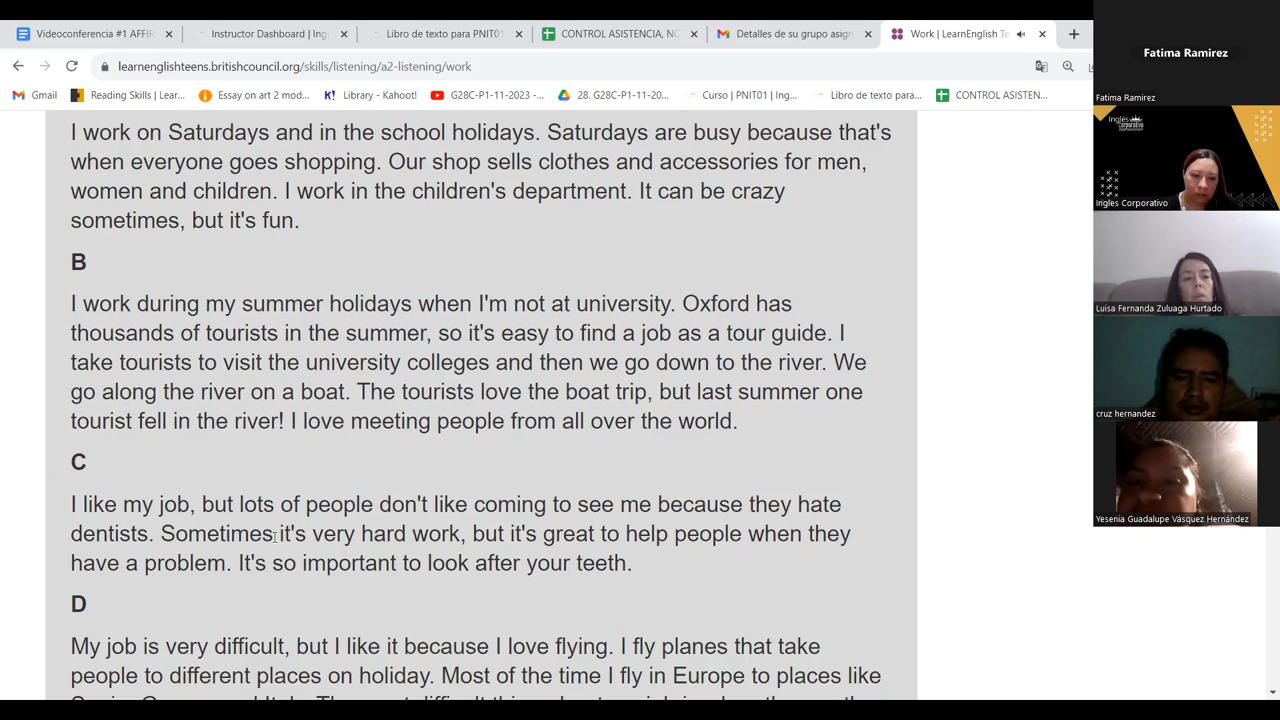 Videoconferencia #1 AFFIR
Instructor Dashboard | Ing
Libro de texto para PNIT01
CONTROL ASISTENCIA, NO
Detalles de su grupo asign
Work | LearnEnglish Te
learnenglishteens.britishcouncil.org/skills/listening/a2-listening/work
Gmail
Reading Skills | Lear...
Essay on art 2 mod...
Library - Kahoot!
G28C-P1-11-2023 -...
28. G28C-P1-11-20...
Curso | PNIT01 | Ing...
Libro de texto para...
CONTROL ASISTEN...
I work on Saturdays and in the school holidays. Saturdays are busy because that's
when everyone goes shopping. Our shop sells clothes and accessories for men,
women and children. I work in the children's department. It can be crazy
sometimes, but it's fun.
B
I work during my summer holidays when I'm not at university. Oxford has
thousands of tourists in the summer, so it's easy to find a job as a tour guide. I
take tourists to visit the university colleges and then we go down to the river. We
go along the river on a boat. The tourists love the boat trip, but last summer one
tourist fell in the river! I love meeting people from all over the world.
C
I like my job, but lots of people don't like coming to see me because they hate
dentists. Sometimes it's very hard work, but it's great to help people when they
have a problem. It's so important to look after your teeth.
D
My job is very difficult, but I like it because I love flying. I fly planes that take
people to different places on holiday. Most of the time I fly in Europe to places like
Fatima Ramirez
Fatima Ramirez
Inglés
Corporativo
Ingles Corporativo
Luisa Fernanda Zuluaga Hurtado
cruz hernandez
Yesenia Guadalupe Vásquez Hernández